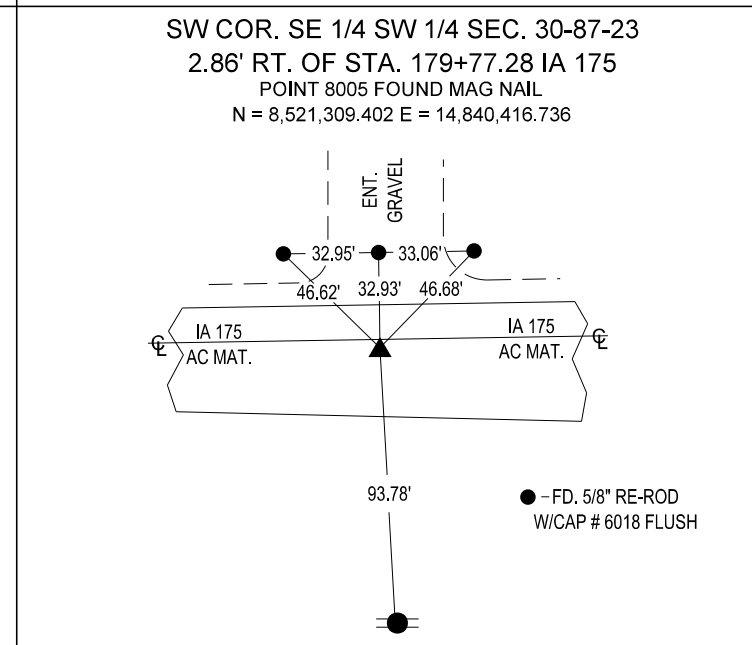 SW COR. SE 1/4 SW 1/4 SEC. 30-87-23
2.86' RT. OF STA. 179+77.28 IA 175
POINT 8005 FOUND MAG NAIL
N = 8,521,309.402 E = 14,840,416.736
ENT.
GRAVEL
32.95' 33.06'
46.62' 32.93' 46.68'
IA 175 IA 175
℄ ℄
AC MAT. AC MAT.
93.78'
– FD. 5/8" RE-ROD
W/CAP # 6018 FLUSH